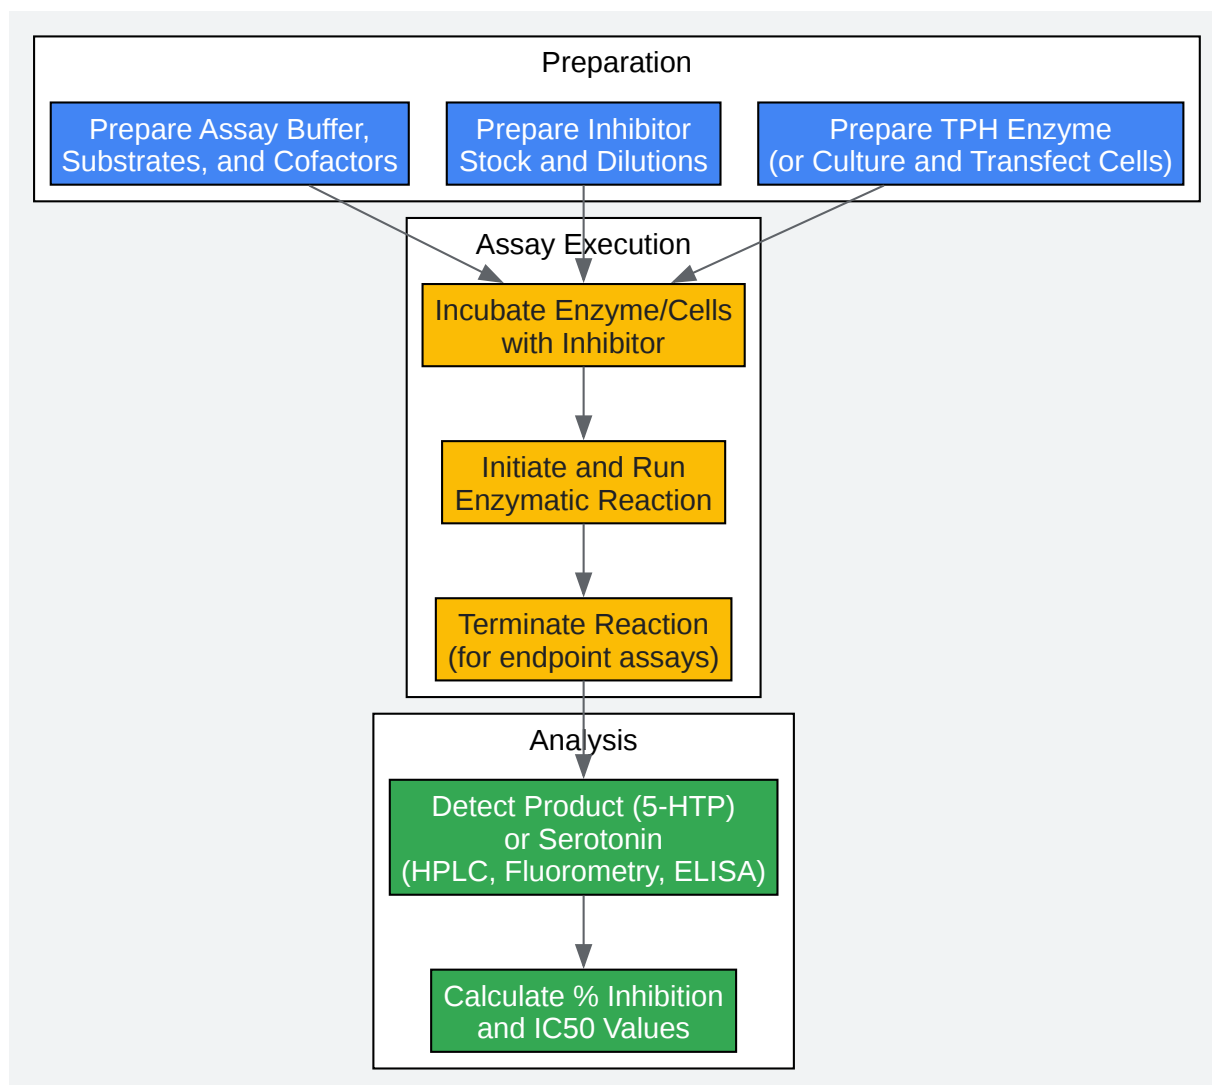 Preparation
Prepare Assay Buffer,
Substrates, and Cofactors
Prepare Inhibitor
Stock and Dilutions
Prepare TPH Enzyme
(or Culture and Transfect Cells)
Assay Execution
Incubate Enzyme/Cells
with Inhibitor
Initiate and Run
Enzymatic Reaction
Terminate Reaction
(for endpoint assays)
Analysis
Detect Product (5-HTP)
or Serotonin
(HPLC, Fluorometry, ELISA)
Calculate % Inhibition
and IC50 Values